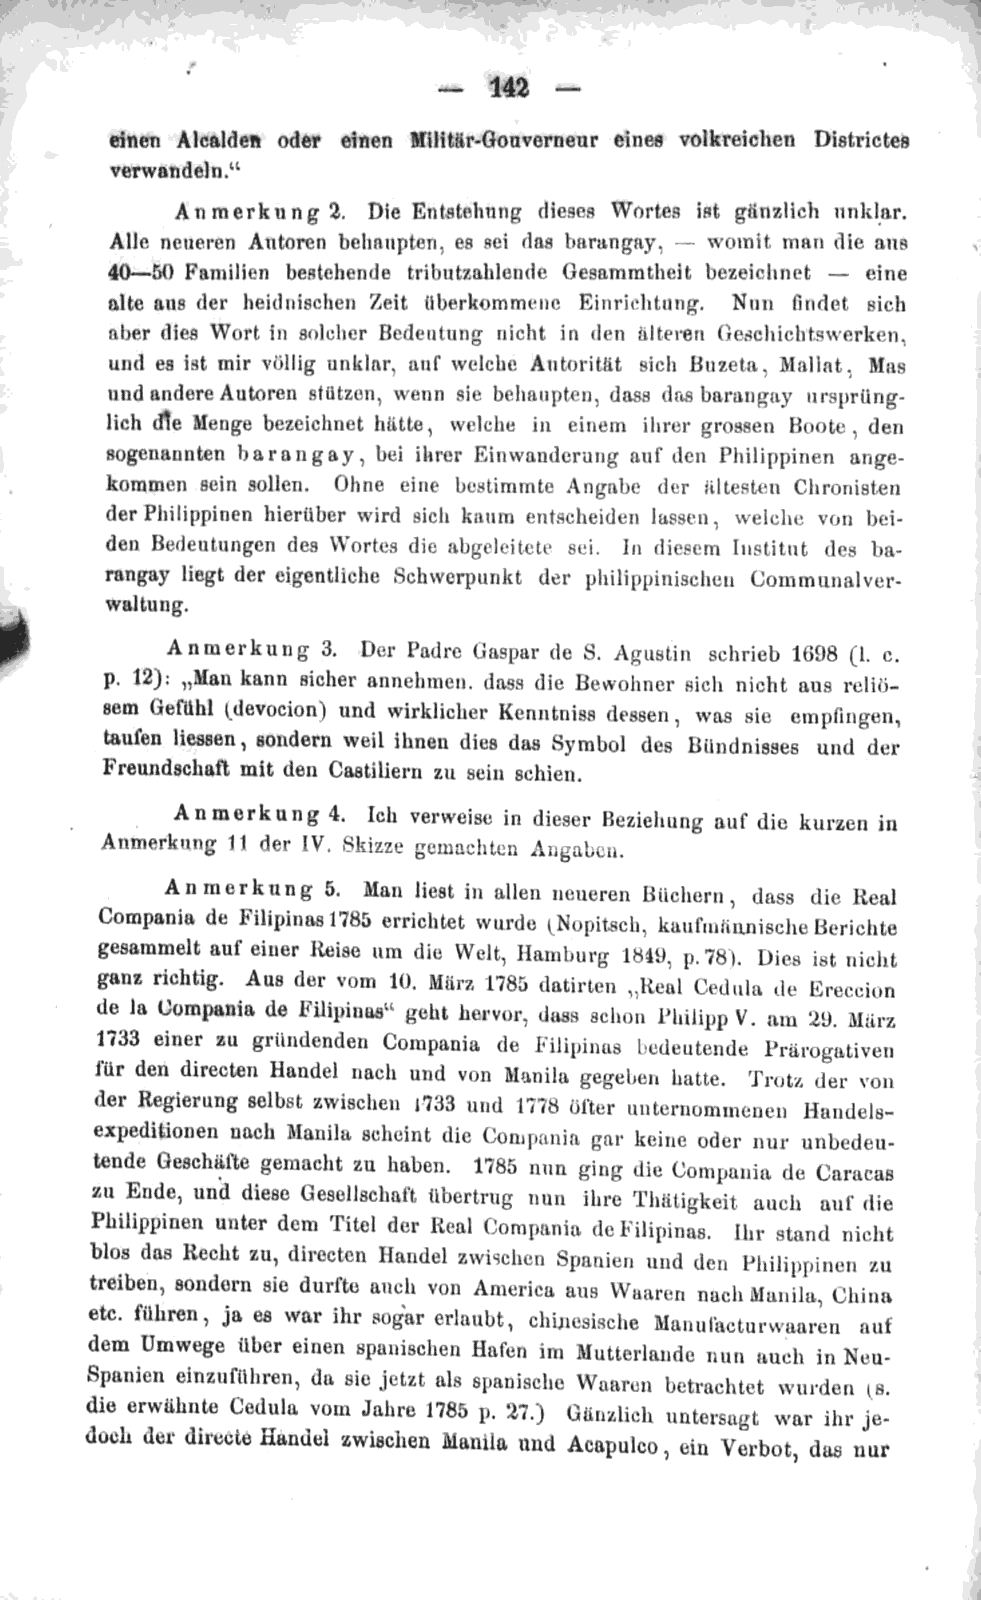 — 142 —
einen Alcalden oder einen Militär-Gouverneur eines volkreichen Districtes
verwandeln.“
Anmerkung 2. Die Entstehung dieses Wortes ist gänzlich unklar.
Alle neueren Autoren behaupten, es sei das barangay, — womit man die aus
40—50 Familien bestehende tributzahlende Gesammtheit bezeichnet — eine
alte aus der heidnischen Zeit überkommene Einrichtung. Nun findet sich
aber dies Wort in solcher Bedeutung nicht in den älteren Geschichtswerken,
und es ist mir völlig unklar, auf welche Autorität sich Buzeta, Mallat, Mas
und andere Autoren stützen, wenn sie behaupten, dass das barangay ursprüng-
lich die Menge bezeichnet hätte, welche in einem ihrer grossen Boote, den
sogenannten barangay, bei ihrer Einwanderung auf den Philippinen ange-
kommen sein sollen. Ohne eine bestimmte Angabe der ältesten Chronisten
der Philippinen hierüber wird sich kaum entscheiden lassen, welche von bei-
den Bedeutungen des Wortes die abgeleitete sei. In diesem Institut des ba-
rangay liegt der eigentliche Schwerpunkt der philippinischen Communalver-
waltung.
Anmerkung 3. Der Padre Gaspar de S. Agustin schrieb 1698 (l. c.
p. 12): „Man kann sicher annehmen. dass die Bewohner sich nicht aus reliö-
sem Gefühl (devocion) und wirklicher Kenntniss dessen, was sie empfingen,
taufen liessen, sondern weil ihnen dies das Symbol des Bündnisses und der
Freundschaft mit den Castiliern zu sein schien.
Anmerkung 4. Ich verweise in dieser Beziehung auf die kurzen in
Anmerkung 11 der IV. Skizze gemachten Angaben.
Anmerkung 5. Man liest in allen neueren Büchern, dass die Real
Compania de Filipinas 1785 errichtet wurde (Nopitsch, kaufmännische Berichte
gesammelt auf einer Reise um die Welt, Hamburg 1849, p. 78). Dies ist nicht
ganz richtig. Aus der vom 10. März 1785 datirten „Real Cedula de Ereccion
de la Compania de Filipinas“ geht hervor, dass schon Philipp V. am 29. März
1733 einer zu gründenden Compania de Filipinas bedeutende Prärogativen
für den directen Handel nach und von Manila gegeben hatte. Trotz der von
der Regierung selbst zwischen 1733 und 1778 öfter unternommenen Handels-
expeditionen nach Manila scheint die Compania gar keine oder nur unbedeu-
tende Geschäfte gemacht zu haben. 1785 nun ging die Compania de Caracas
zu Ende, und diese Gesellschaft übertrug nun ihre Thätigkeit auch auf die
Philippinen unter dem Titel der Real Compania de Filipinas. Ihr stand nicht
blos das Recht zu, directen Handel zwischen Spanien und den Philippinen zu
treiben, sondern sie durfte auch von America aus Waaren nach Manila, China
etc. führen, ja es war ihr sogar erlaubt, chinesische Manufacturwaaren auf
dem Umwege über einen spanischen Hafen im Mutterlande nun auch in Neu-
Spanien einzuführen, da sie jetzt als spanische Waaren betrachtet wurden (s.
die erwähnte Cedula vom Jahre 1785 p. 27.) Gänzlich untersagt war ihr je-
doch der directe Handel zwischen Manila und Acapulco, ein Verbot, das nur